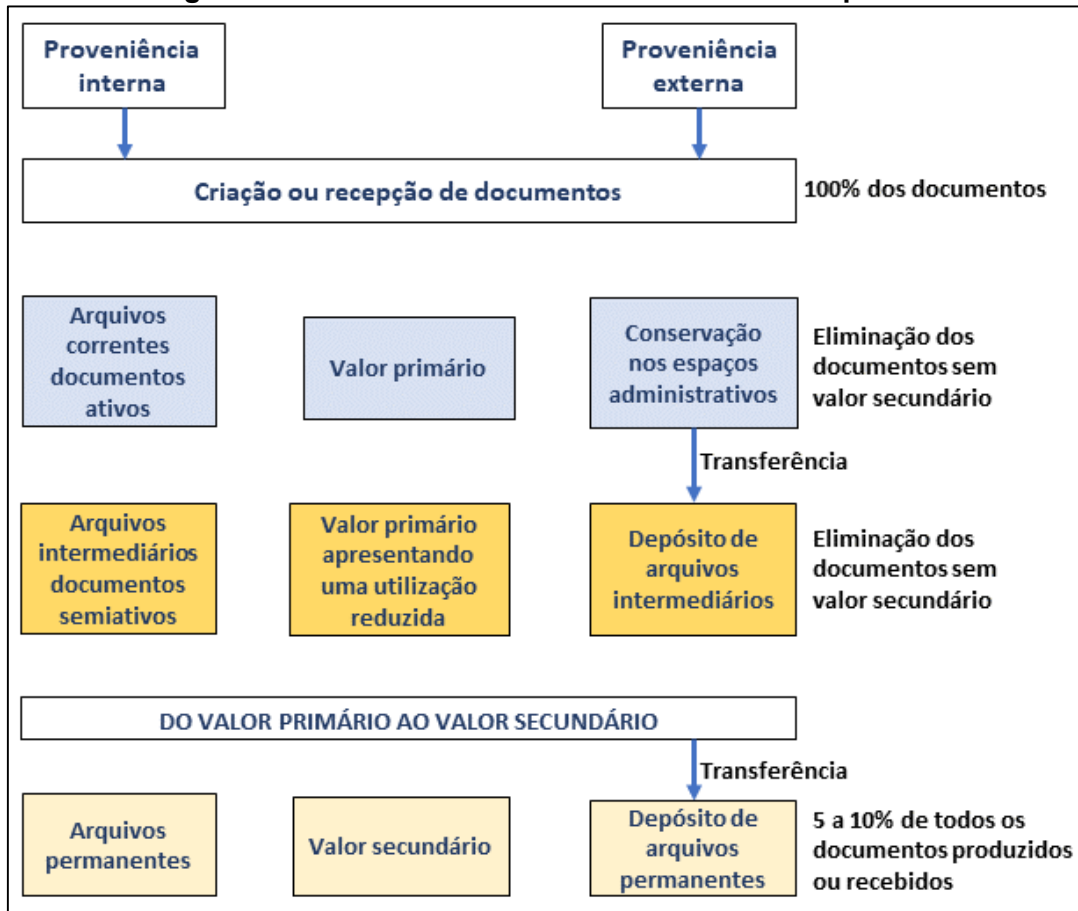 Proveniência
interna
Proveniência
externa
Criação ou recepção de documentos
100% dos documentos
Arquivos
correntes
documentos
ativos
Valor primário
Conservação
nos espaços
administrativos
Eliminação dos
documentos sem
valor secundário
Transferência
Arquivos
intermediários
documentos
semiativos
Valor primário
apresentando
uma utilização
reduzida
Depósito de
arquivos
intermediários
Eliminação dos
documentos sem
valor secundário
DO VALOR PRIMÁRIO AO VALOR SECUNDÁRIO
Transferência
Arquivos
permanentes
Valor secundário
Depósito de
arquivos
permanentes
5 a 10% de todos os
documentos produzidos
ou recebidos